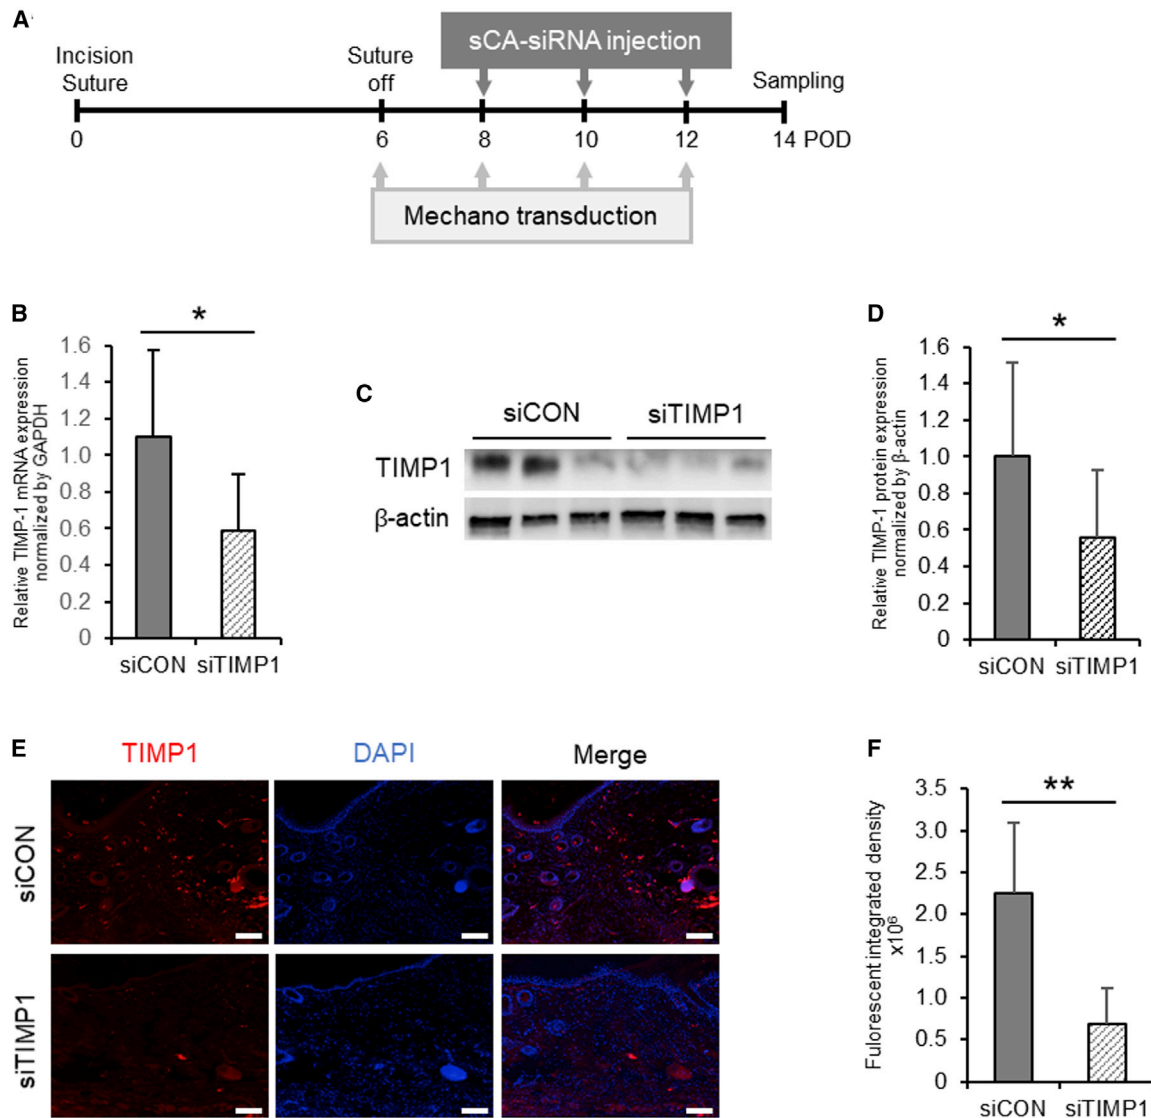 A
sCA-siRNA injection
Incision
Suture
Suture
off
Sampling
0
6
8
10
12
14 POD
Mechano transduction
B
*
Relative TIMP-1 mRNA expression
normalized by GAPDH
1.6
1.4
1.2
1.0
0.8
0.6
0.4
0.2
0
siCON siTIMP1
C
siCON siTIMP1
TIMP1
β-actin
D
*
Relative TIMP-1 protein expression
normalized by β-actin
1.6
1.4
1.2
1.0
0.8
0.6
0.4
0.2
0
siCON siTIMP1
E
TIMP1 DAPI Merge
siCON
siTIMP1
F
**
Fulorescent integrated density
x10⁶
3.5
3.0
2.5
2.0
1.5
1.0
0.5
0
siCON siTIMP1